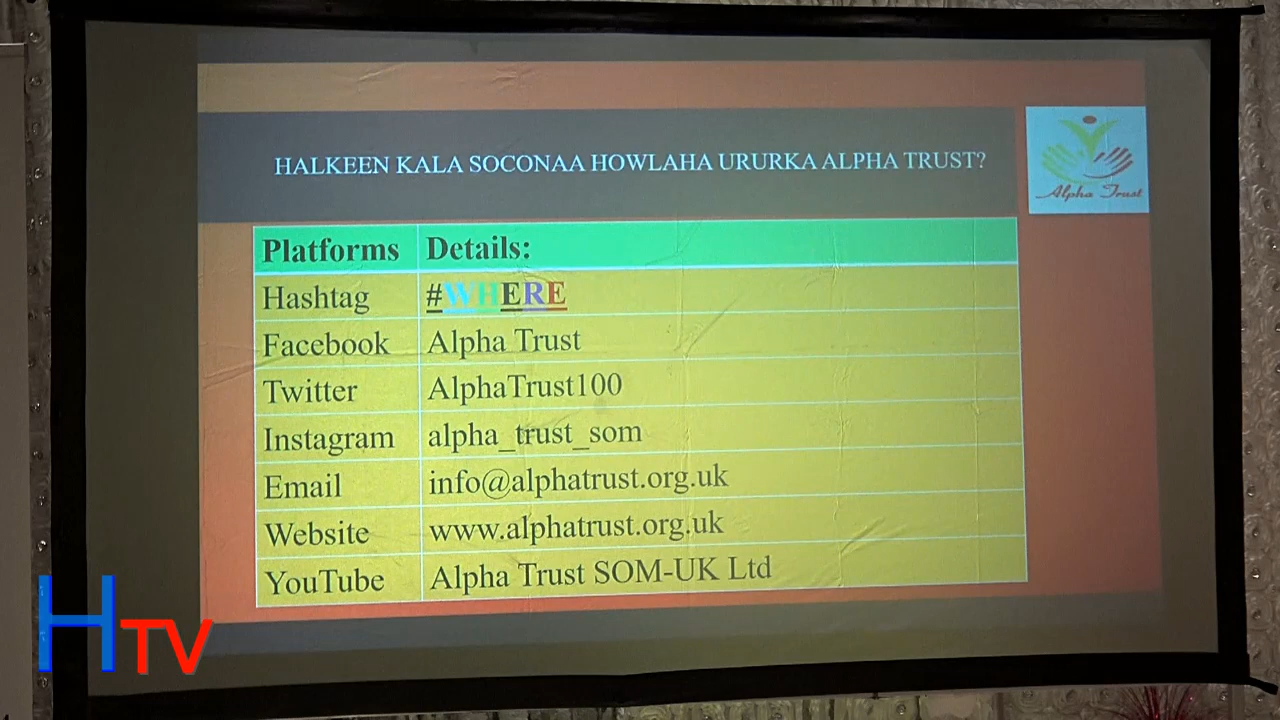 HALKEEN KALA SOCONAA HOWLAHA URURKA ALPHA TRUST?
Alpha Trust
Platforms Details:
Hashtag #WHERE
Facebook Alpha Trust
Twitter AlphaTrust100
Instagram alpha_trust_som
Email info@alphatrust.org.uk
Website www.alphatrust.org.uk
YouTube Alpha Trust SOM-UK Ltd
HTV